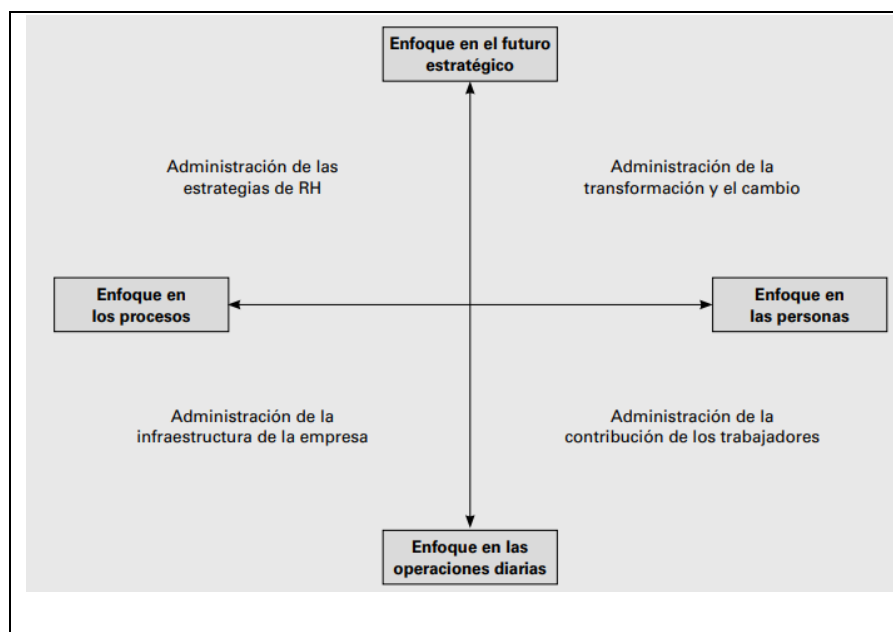 Enfoque en el futuro
estratégico
Administración de las
estrategias de RH
Administración de la
transformación y el cambio
Enfoque en
los procesos
Enfoque en
las personas
Administración de la
infraestructura de la empresa
Administración de la
contribución de los trabajadores
Enfoque en las
operaciones diarias